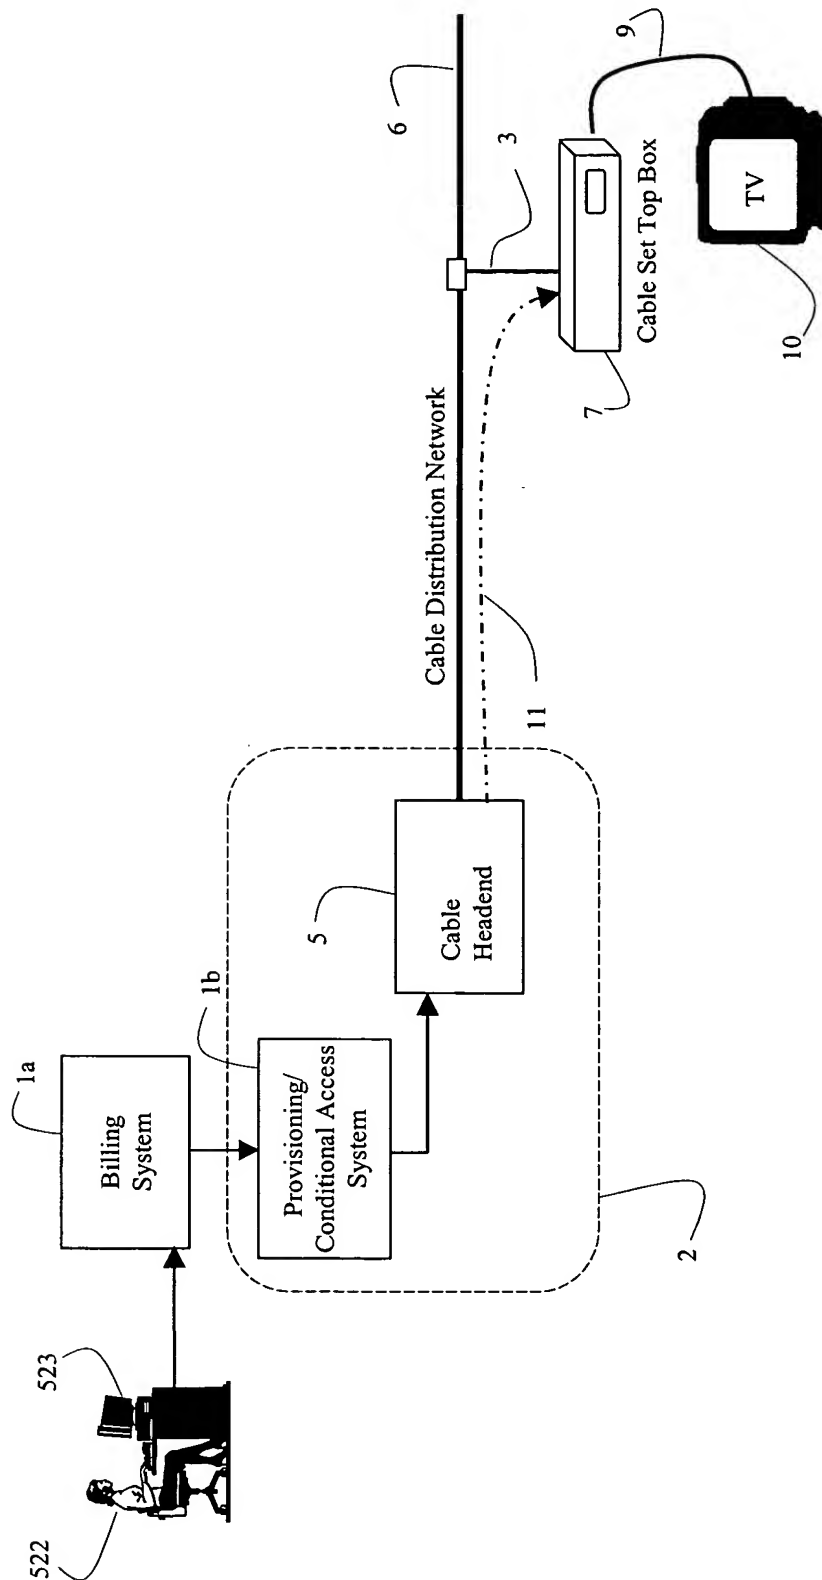 522
523
1a
Billing
System
1b
Provisioning/
Conditional Access
System
2
5
Cable
Headend
Cable Distribution Network
11
6
3
7
Cable Set Top Box
9
TV
10